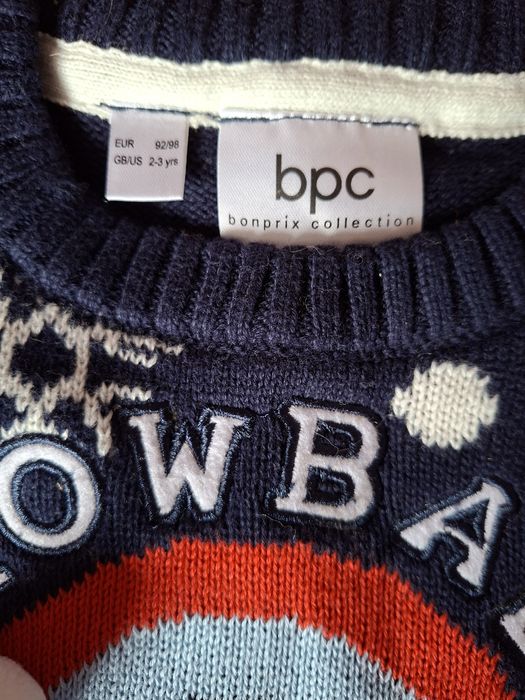 EUR 92/98
GB/US 2-3 yrs
bpc
bonprix collection
OWBA